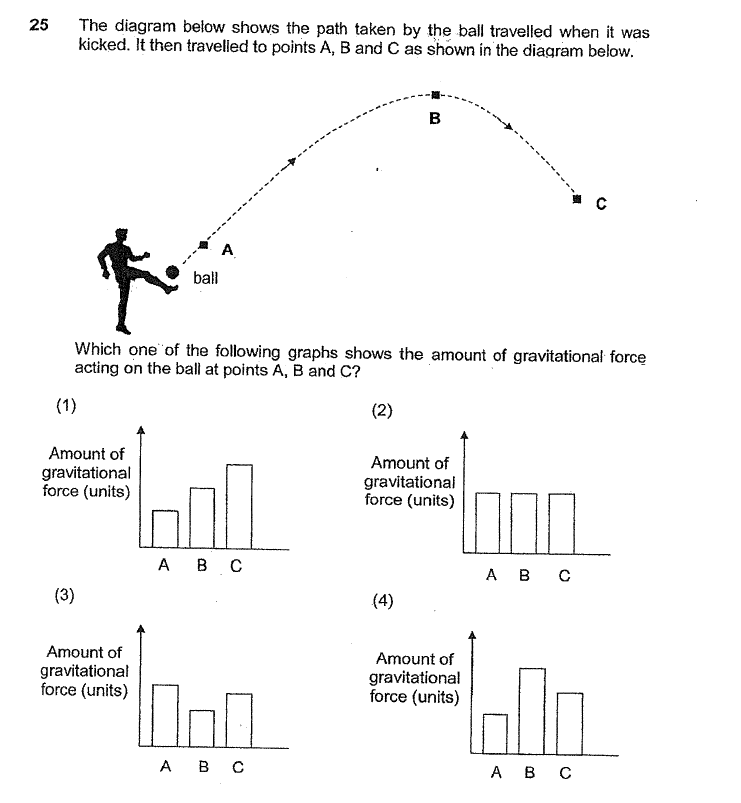 25 The diagram below shows the path taken by the ball travelled when it was
kicked. It then travelled to points A, B and C as shown in the diagram below.
B
C
A
ball
Which one of the following graphs shows the amount of gravitational force
acting on the ball at points A, B and C?
(1)
Amount of
gravitational
force (units)
A B C
(2)
Amount of
gravitational
force (units)
A B C
(3)
Amount of
gravitational
force (units)
A B C
(4)
Amount of
gravitational
force (units)
A B C